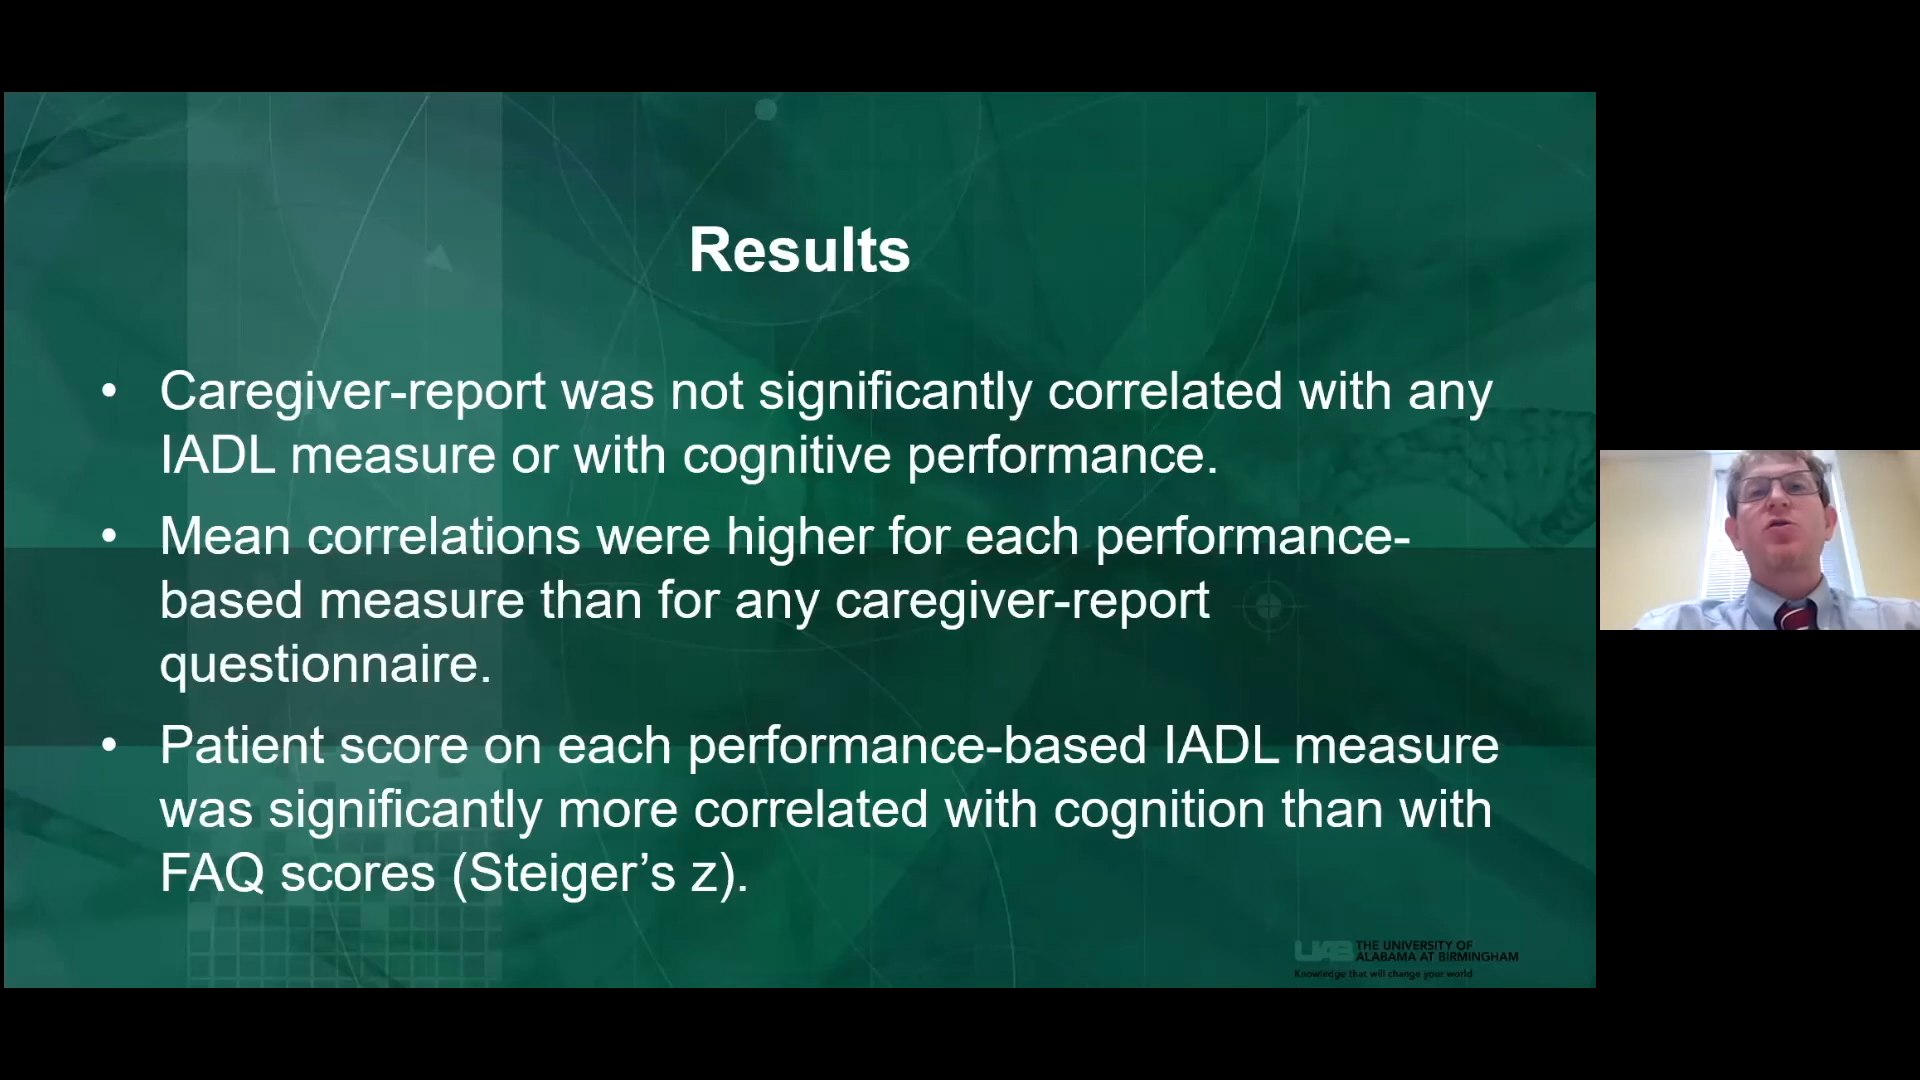 Results
• Caregiver-report was not significantly correlated with any
IADL measure or with cognitive performance.
• Mean correlations were higher for each performance-
based measure than for any caregiver-report
questionnaire.
• Patient score on each performance-based IADL measure
was significantly more correlated with cognition than with
FAQ scores (Steiger’s z).
UAB THE UNIVERSITY OF
ALABAMA AT BIRMINGHAM
Knowledge that will change your world